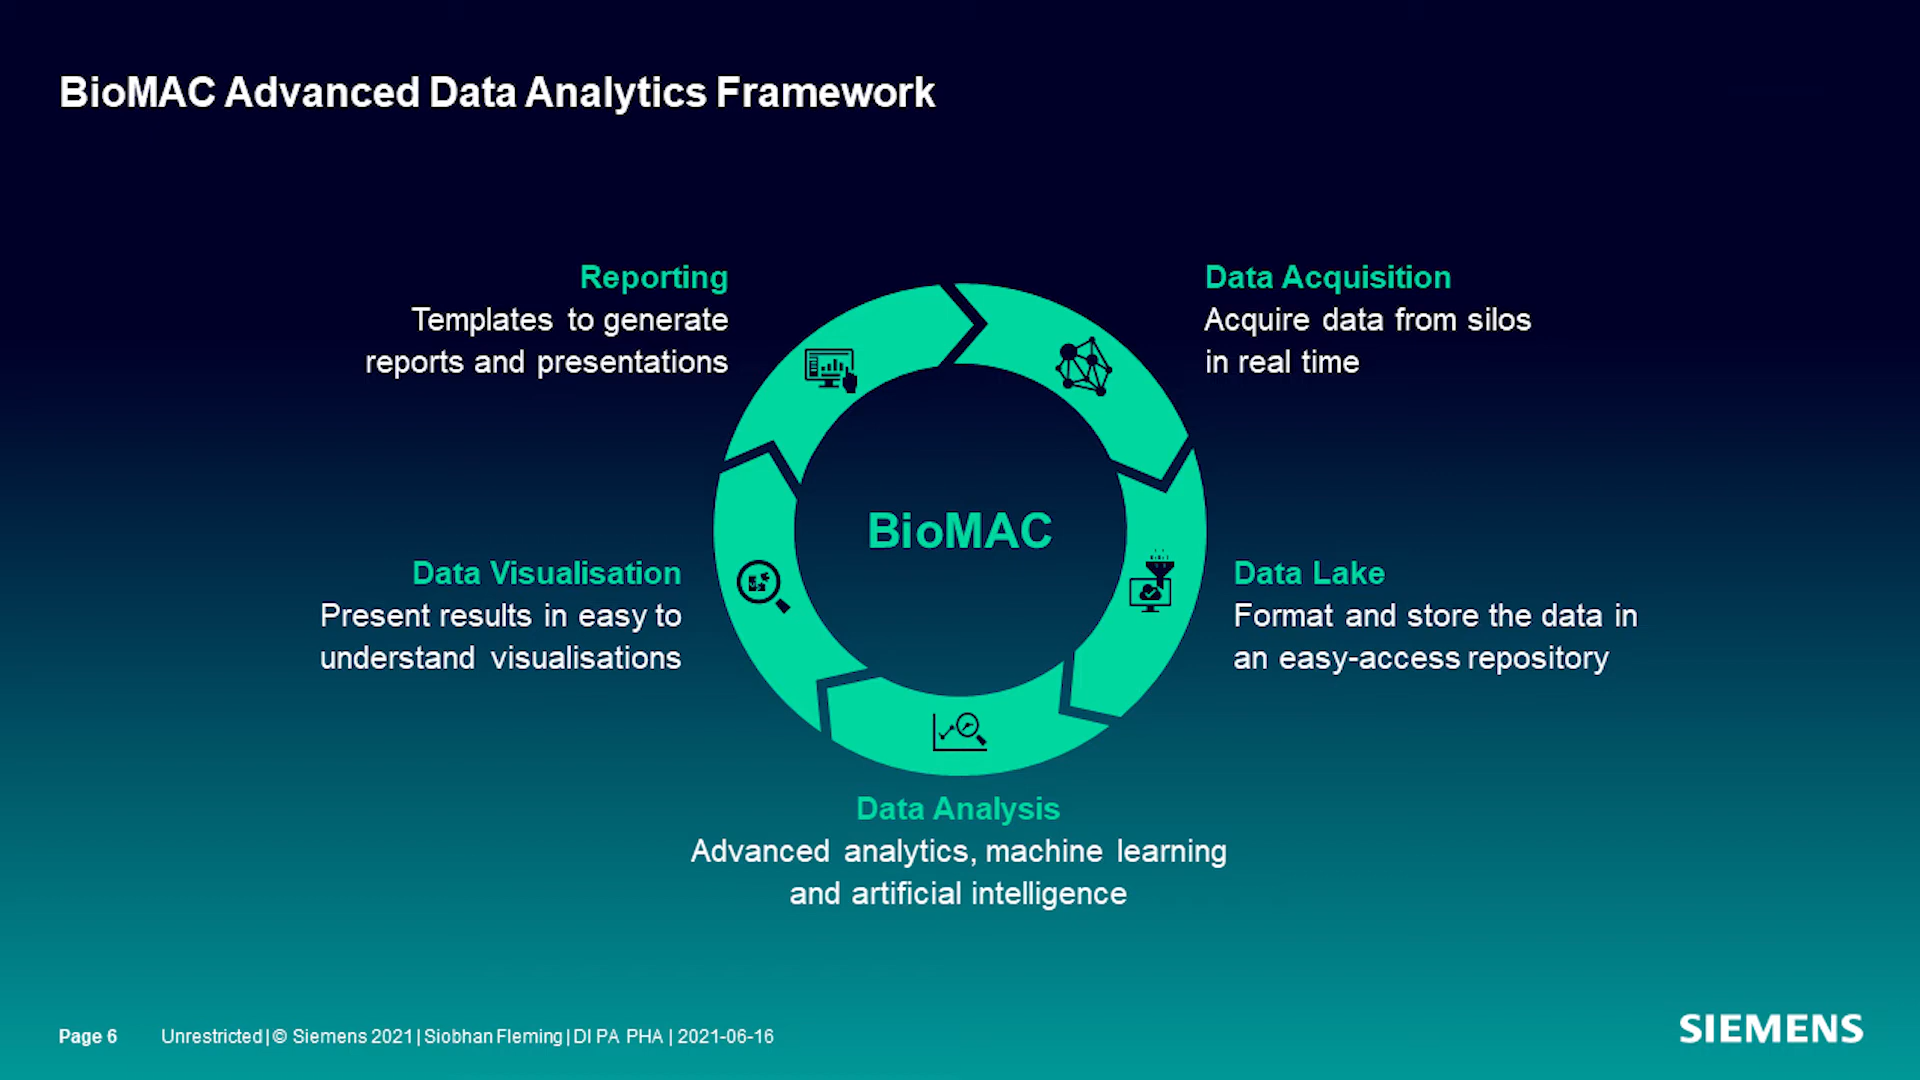 BioMAC Advanced Data Analytics Framework
Reporting
Templates to generate
reports and presentations
Data Acquisition
Acquire data from silos
in real time
BioMAC
Data Visualisation
Present results in easy to
understand visualisations
Data Lake
Format and store the data in
an easy-access repository
Data Analysis
Advanced analytics, machine learning
and artificial intelligence
Page 6 Unrestricted | © Siemens 2021 | Siobhan Fleming | DI PA PHA | 2021-06-16
SIEMENS